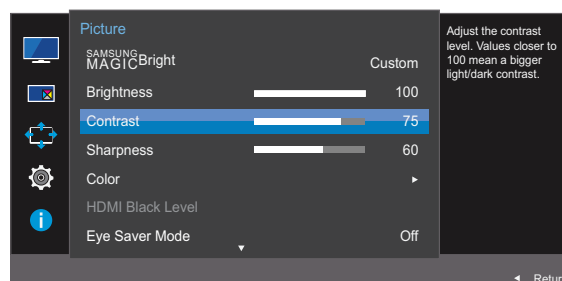 Picture
SAMSUNG
MAGICBright Custom
Brightness 100
Contrast 75
Sharpness 60
Color
HDMI Black Level
Eye Saver Mode Off
Adjust the contrast
level. Values closer to
100 mean a bigger
light/dark contrast.
Retur